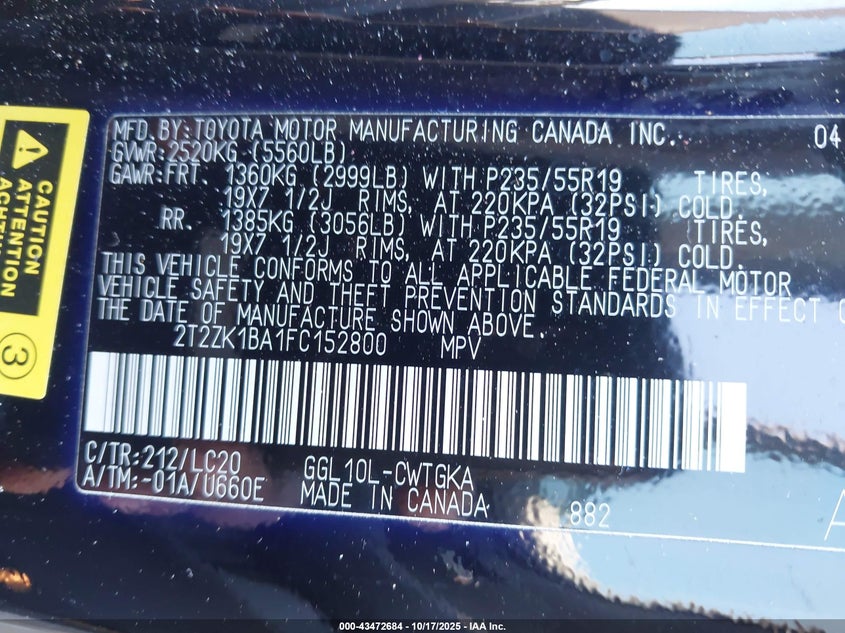 MFD. BY: TOYOTA MOTOR MANUFACTURING CANADA INC. 04
GVWR: 2520KG (5560LB)
GAWR: FRT. 1360KG (2999LB) WITH P235/55R19 TIRES,
19X7 1/2J RIMS, AT 220KPA (32PSI) COLD.
RR. 1385KG (3056LB) WITH P235/55R19 TIRES,
19X7 1/2J RIMS, AT 220KPA (32PSI) COLD.
THIS VEHICLE CONFORMS TO ALL APPLICABLE FEDERAL MOTOR
VEHICLE SAFETY AND THEFT PREVENTION STANDARDS IN EFFECT
THE DATE OF MANUFACTURE SHOWN ABOVE.
2T2ZK1BA1FC152800 MPV
C/TR: 212/LC20 GGL10L-CWTGKA
A/TM: -01A/U660E MADE IN CANADA
882
CAUTION
ATTENTION
3
000-43472684 | 10/17/2025 - IAA Inc.